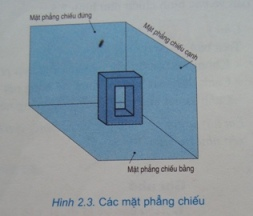 Mặt phẳng chiếu đứng
Mặt phẳng chiếu cạnh
Mặt phẳng chiếu bằng
Hình 2.3. Các mặt phẳng chiếu